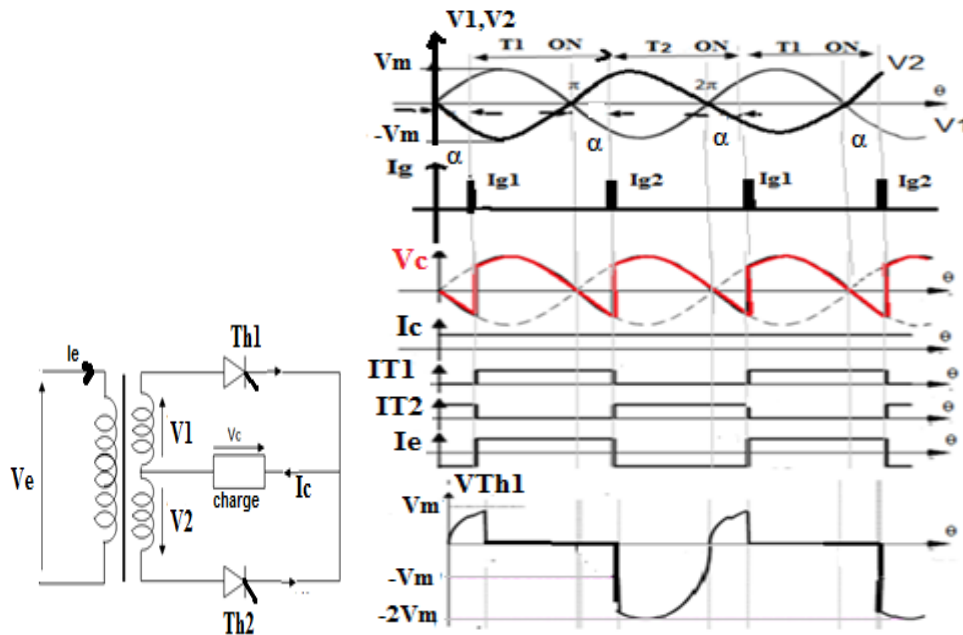 V1,V2
T1 ON T2 ON T1 ON
Vm
V2
π 2π θ
-Vm
V1
α α α α
Ig
Ig1 Ig2 Ig1 Ig2
Vc
θ
Ic
θ
IT1
θ
IT2
θ
Ie
θ
VTh1
Vm
θ
-Vm
-2Vm
Ie
Th1
V1
Vc
Ve
charge
Ic
V2
Th2